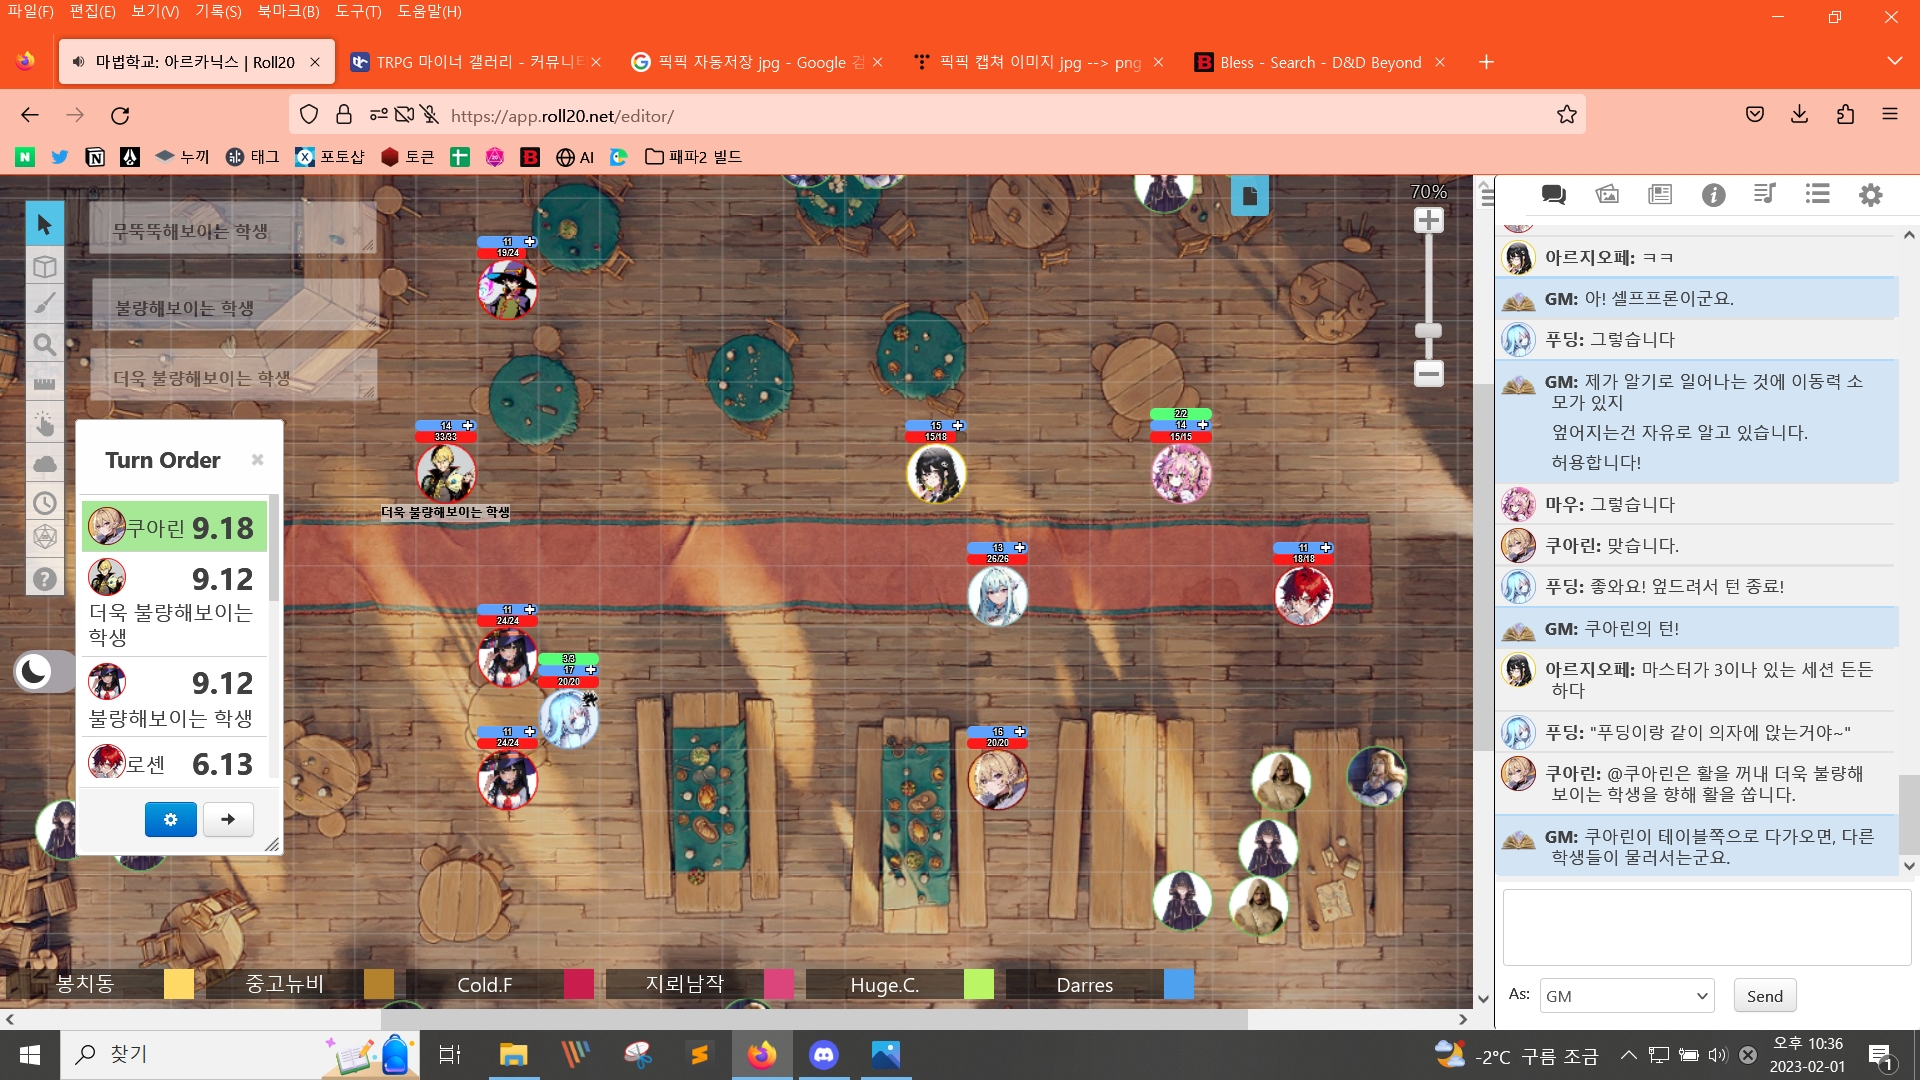 파일(F) 편집(E) 보기(V) 기록(S) 북마크(B) 도구(T) 도움말(H)
마법학교: 아르카닉스 | Roll20
TRPG 마이너 갤러리 - 커뮤니티
픽픽 자동저장 jpg - Google 검
픽픽 캡쳐 이미지 jpg --> png
Bless - Search - D&D Beyond
https://app.roll20.net/editor/
누끼 태그 포토샵 토큰 AI 패파2 빌드
70%
무뚝뚝해보이는 학생
불량해보이는 학생
더욱 불량해보이는 학생
11
19/24
14
33/33
더욱 불량해보이는 학생
15
15/18
2/2
14
15/15
13
26/26
11
18/18
11
24/24
3/3
17
20/20
11
24/24
16
20/20
Turn Order
쿠아린 9.18
9.12
더욱 불량해보이는
학생
9.12
불량해보이는 학생
로센 6.13
봉치동
중고뉴비
Cold.F
지뢰남작
Huge.C.
Darres
아르지오페: ㅋㅋ
GM: 아! 셀프프론이군요.
푸딩: 그렇습니다
GM: 제가 알기로 일어나는 것에 이동력 소
모가 있지
엎어지는건 자유로 알고 있습니다.
허용합니다!
마우: 그렇습니다
쿠아린: 맞습니다.
푸딩: 좋와요! 엎드려서 턴 종료!
GM: 쿠아린의 턴!
아르지오페: 마스터가 3이나 있는 세션 든든
하다
푸딩: "푸딩이랑 같이 의자에 앉는거야~"
쿠아린: @쿠아린은 활을 꺼내 더욱 불량해
보이는 학생을 향해 활을 쏩니다.
GM: 쿠아린이 테이블쪽으로 다가오면, 다른
학생들이 물러서는군요.
As: GM Send
찾기
-2°C 구름 조금
오후 10:36
2023-02-01
1